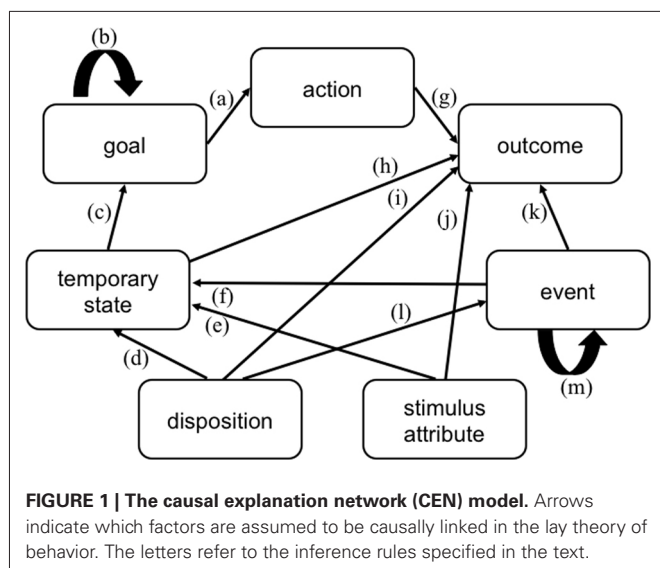 (b)
(a)
action
(g)
goal
outcome
(h)
(i)
(c)
(j)
(k)
temporary
state
(f)
(e)
(l)
event
(d)
(m)
disposition
stimulus
attribute
FIGURE 1 | The causal explanation network (CEN) model. Arrows
indicate which factors are assumed to be causally linked in the lay theory of
behavior. The letters refer to the inference rules specified in the text.